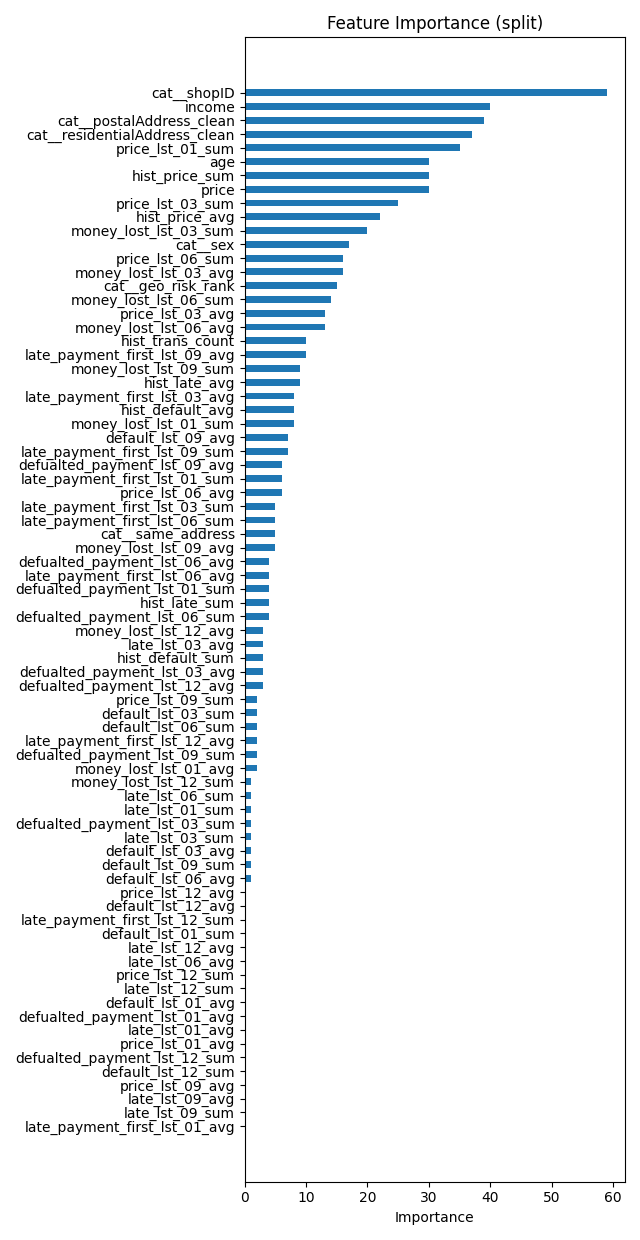 Feature Importance (split)
cat__shopID
income
cat__postalAddress_clean
cat__residentialAddress_clean
price_lst_01_sum
age
hist_price_sum
price
price_lst_03_sum
hist_price_avg
money_lost_lst_03_sum
cat__sex
price_lst_06_sum
money_lost_lst_03_avg
cat__geo_risk_rank
money_lost_lst_06_sum
price_lst_03_avg
money_lost_lst_06_avg
hist_trans_count
late_payment_first_lst_09_avg
money_lost_lst_09_sum
hist_late_avg
late_payment_first_lst_03_avg
hist_default_avg
money_lost_lst_01_sum
default_lst_09_avg
late_payment_first_lst_09_sum
defualted_payment_lst_09_avg
late_payment_first_lst_01_sum
price_lst_06_avg
late_payment_first_lst_03_sum
late_payment_first_lst_06_sum
cat__same_address
money_lost_lst_09_avg
defualted_payment_lst_06_avg
late_payment_first_lst_06_avg
defualted_payment_lst_01_sum
hist_late_sum
defualted_payment_lst_06_sum
money_lost_lst_12_avg
late_lst_03_avg
hist_default_sum
defualted_payment_lst_03_avg
defualted_payment_lst_12_avg
price_lst_09_sum
default_lst_03_sum
default_lst_06_sum
late_payment_first_lst_12_avg
defualted_payment_lst_09_sum
money_lost_lst_01_avg
money_lost_lst_12_sum
late_lst_06_sum
late_lst_01_sum
defualted_payment_lst_03_sum
late_lst_03_sum
default_lst_03_avg
default_lst_09_sum
default_lst_06_avg
price_lst_12_avg
default_lst_12_avg
late_payment_first_lst_12_sum
default_lst_01_sum
late_lst_12_avg
late_lst_06_avg
price_lst_12_sum
late_lst_12_sum
default_lst_01_avg
defualted_payment_lst_01_avg
late_lst_01_avg
price_lst_01_avg
defualted_payment_lst_12_sum
default_lst_12_sum
price_lst_09_avg
late_lst_09_avg
late_lst_09_sum
late_payment_first_lst_01_avg
0 10 20 30 40 50 60
Importance